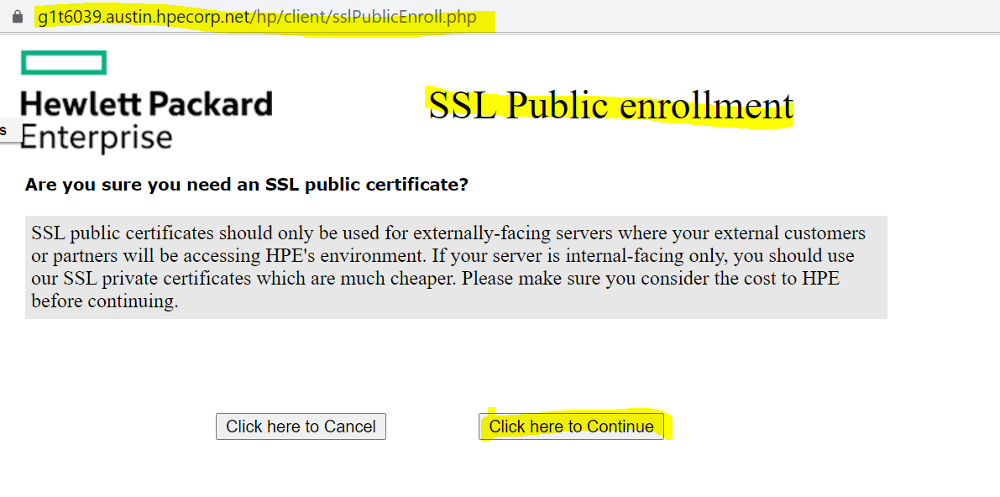 g1t6039.austin.hpecorp.net/hp/client/sslPublicEnroll.php
Hewlett Packard
Enterprise
SSL Public enrollment
s
Are you sure you need an SSL public certificate?
SSL public certificates should only be used for externally-facing servers where your external customers
or partners will be accessing HPE's environment. If your server is internal-facing only, you should use
our SSL private certificates which are much cheaper. Please make sure you consider the cost to HPE
before continuing.
Click here to Cancel
Click here to Continue